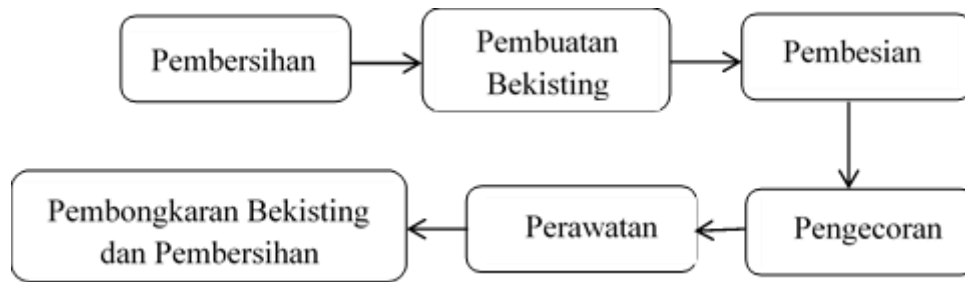 Pembersihan
Pembuatan
Bekisting
Pembesian
Pengecoran
Perawatan
Pembongkaran Bekisting
dan Pembersihan